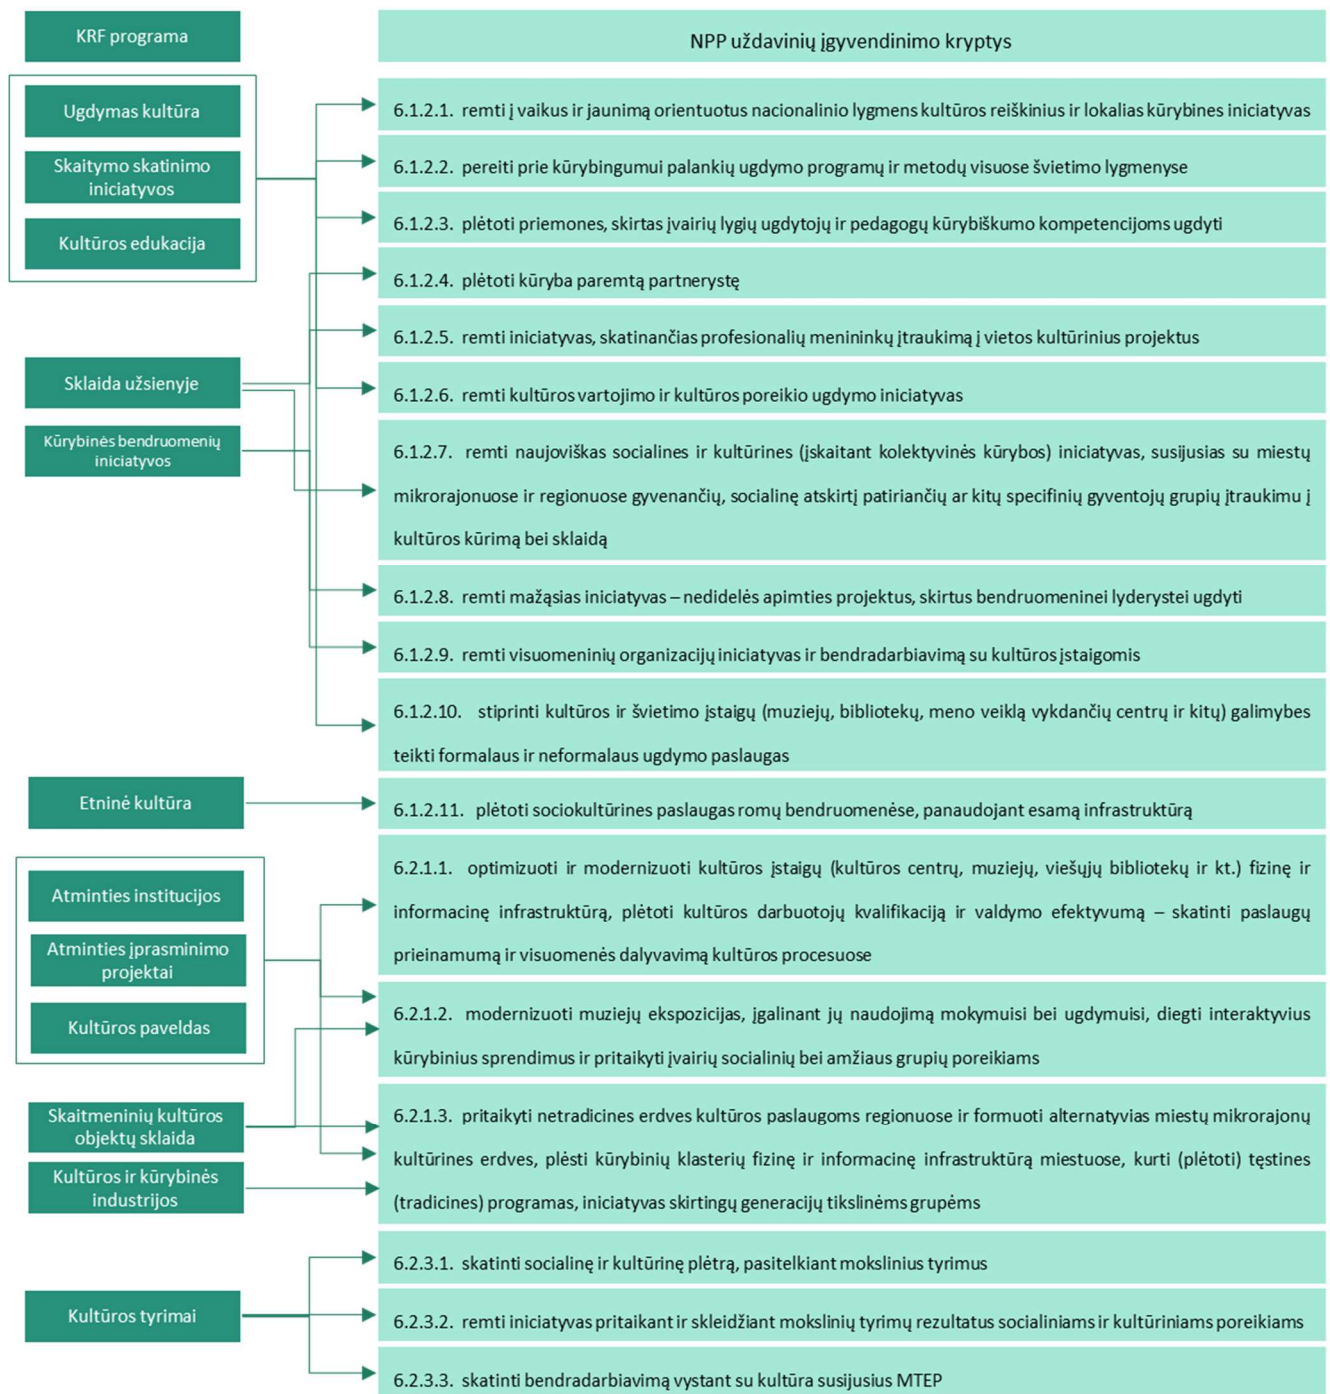 KRF programa
NPP uždavinių įgyvendinimo kryptys
Ugdymas kultūra
Skaitymo skatinimo
iniciatyvos
Kultūros edukacija
6.1.2.1. remti į vaikus ir jaunimą orientuotus nacionalinio lygmens kultūros reiškinius ir lokalias kūrybines iniciatyvas
6.1.2.2. pereiti prie kūrybingumui palankių ugdymo programų ir metodų visuose švietimo lygmenyse
6.1.2.3. plėtoti priemones, skirtas įvairių lygių ugdytojų ir pedagogų kūrybiškumo kompetencijoms ugdyti
6.1.2.4. plėtoti kūryba paremtą partnerystę
6.1.2.5. remti iniciatyvas, skatinančias profesionalių menininkų įtraukimą į vietos kultūrinius projektus
Sklaida užsienyje
6.1.2.6. remti kultūros vartojimo ir kultūros poreikio ugdymo iniciatyvas
Kūrybinės bendruomenių
iniciatyvos
6.1.2.7. remti naujoviškas socialines ir kultūrines (įskaitant kolektyvinės kūrybos) iniciatyvas, susijusias su miestų
mikrorajonuose ir regionuose gyvenančių, socialinę atskirtį patiriančių ar kitų specifinių gyventojų grupių įtraukimu į
kultūros kūrimą bei sklaidą
6.1.2.8. remti mažąsias iniciatyvas – nedidelės apimties projektus, skirtus bendruomeninei lyderystei ugdyti
6.1.2.9. remti visuomeninių organizacijų iniciatyvas ir bendradarbiavimą su kultūros įstaigomis
6.1.2.10. stiprinti kultūros ir švietimo įstaigų (muziejų, bibliotekų, meno veiklą vykdančių centrų ir kitų) galimybes
teikti formalaus ir neformalaus ugdymo paslaugas
Etninė kultūra
6.1.2.11. plėtoti sociokultūrines paslaugas romų bendruomenėse, panaudojant esamą infrastruktūrą
Atminties institucijos
Atminties įprasminimo
projektai
Kultūros paveldas
6.2.1.1. optimizuoti ir modernizuoti kultūros įstaigų (kultūros centrų, muziejų, viešųjų bibliotekų ir kt.) fizinę ir
informacinę infrastruktūrą, plėtoti kultūros darbuotojų kvalifikaciją ir valdymo efektyvumą – skatinti paslaugų
prieinamumą ir visuomenės dalyvavimą kultūros procesuose
6.2.1.2. modernizuoti muziejų ekspozicijas, įgalinant jų naudojimą mokymuisi bei ugdymuisi, diegti interaktyvius
kūrybinius sprendimus ir pritaikyti įvairių socialinių bei amžiaus grupių poreikiams
Skaitmeninių kultūros
objektų sklaida
Kultūros ir kūrybinės
industrijos
6.2.1.3. pritaikyti netradicines erdves kultūros paslaugoms regionuose ir formuoti alternatyvias miestų mikrorajonų
kultūrines erdves, plėsti kūrybinių klasterių fizinę ir informacinę infrastruktūrą miestuose, kurti (plėtoti) tęstines
(tradicines) programas, iniciatyvas skirtingų generacijų tikslinėms grupėms
6.2.3.1. skatinti socialinę ir kultūrinę plėtrą, pasitelkiant mokslinius tyrimus
Kultūros tyrimai
6.2.3.2. remti iniciatyvas pritaikant ir skleidžiant mokslinių tyrimų rezultatus socialiniams ir kultūriniams poreikiams
6.2.3.3. skatinti bendradarbiavimą vystant su kultūra susijusius MTEP